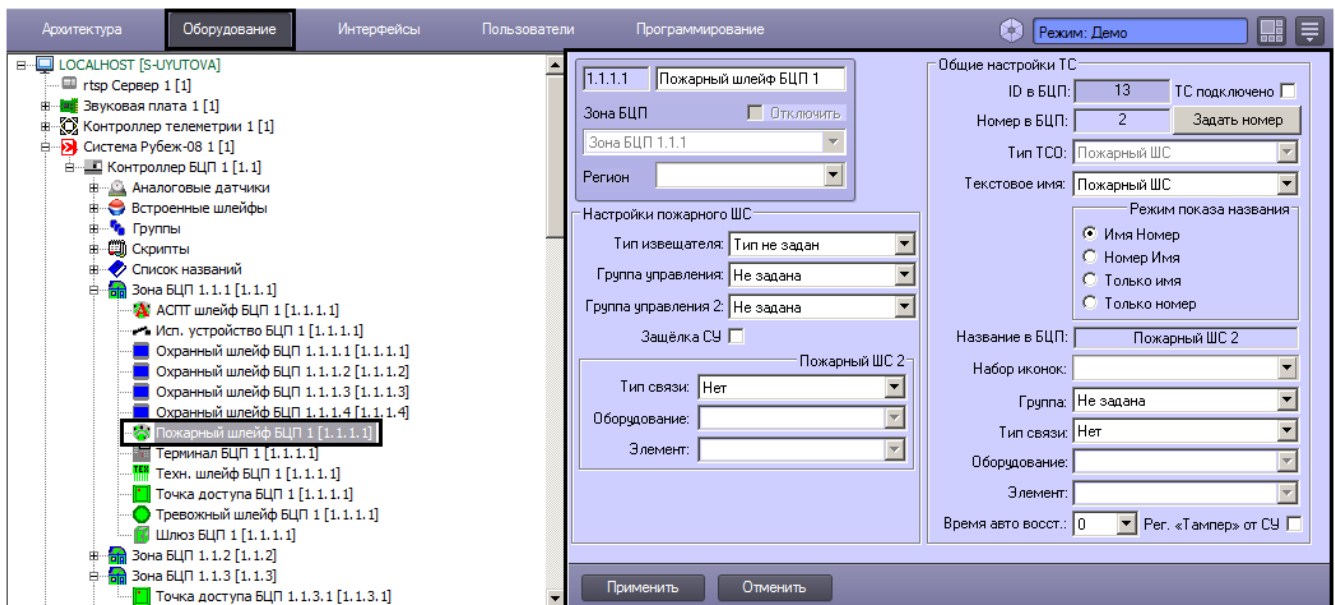 Архитектура
Оборудование
Интерфейсы
Пользователи
Программирование
Режим: Демо
LOCALHOST [S-UYUTOVA]
rtsp Сервер 1 [1]
Звуковая плата 1 [1]
Контроллер телеметрии 1 [1]
Система Рубеж-08 1 [1]
Контроллер БЦП 1 [1.1]
Аналоговые датчики
Встроенные шлейфы
Группы
Скрипты
Список названий
Зона БЦП 1.1.1 [1.1.1]
АСПТ шлейф БЦП 1 [1.1.1.1]
Исп. устройство БЦП 1 [1.1.1.1]
Охранный шлейф БЦП 1.1.1.1 [1.1.1.1]
Охранный шлейф БЦП 1.1.1.2 [1.1.1.2]
Охранный шлейф БЦП 1.1.1.3 [1.1.1.3]
Охранный шлейф БЦП 1.1.1.4 [1.1.1.4]
Пожарный шлейф БЦП 1 [1.1.1.1]
Терминал БЦП 1 [1.1.1.1]
ТЕХ Техн. шлейф БЦП 1 [1.1.1.1]
Точка доступа БЦП 1 [1.1.1.1]
Тревожный шлейф БЦП 1 [1.1.1.1]
Шлюз БЦП 1 [1.1.1.1]
Зона БЦП 1.1.2 [1.1.2]
Зона БЦП 1.1.3 [1.1.3]
Точка доступа БЦП 1.1.3.1 [1.1.3.1]
1.1.1.1 Пожарный шлейф БЦП 1
Зона БЦП Отключить
Зона БЦП 1.1.1
Регион
Настройки пожарного ШС
Тип извещателя: Тип не задан
Группа управления: Не задана
Группа управления 2: Не задана
Защёлка СУ
Пожарный ШС 2
Тип связи: Нет
Оборудование:
Элемент:
Общие настройки ТС
ID в БЦП: 13 ТС подключено
Номер в БЦП: 2 Задать номер
Тип ТСО: Пожарный ШС
Текстовое имя: Пожарный ШС
Режим показа названия
Имя Номер
Номер Имя
Только имя
Только номер
Название в БЦП: Пожарный ШС 2
Набор иконок:
Группа: Не задана
Тип связи: Нет
Оборудование:
Элемент:
Время авто восст.: 0 Рег. «Тампер» от СУ
Применить
Отменить